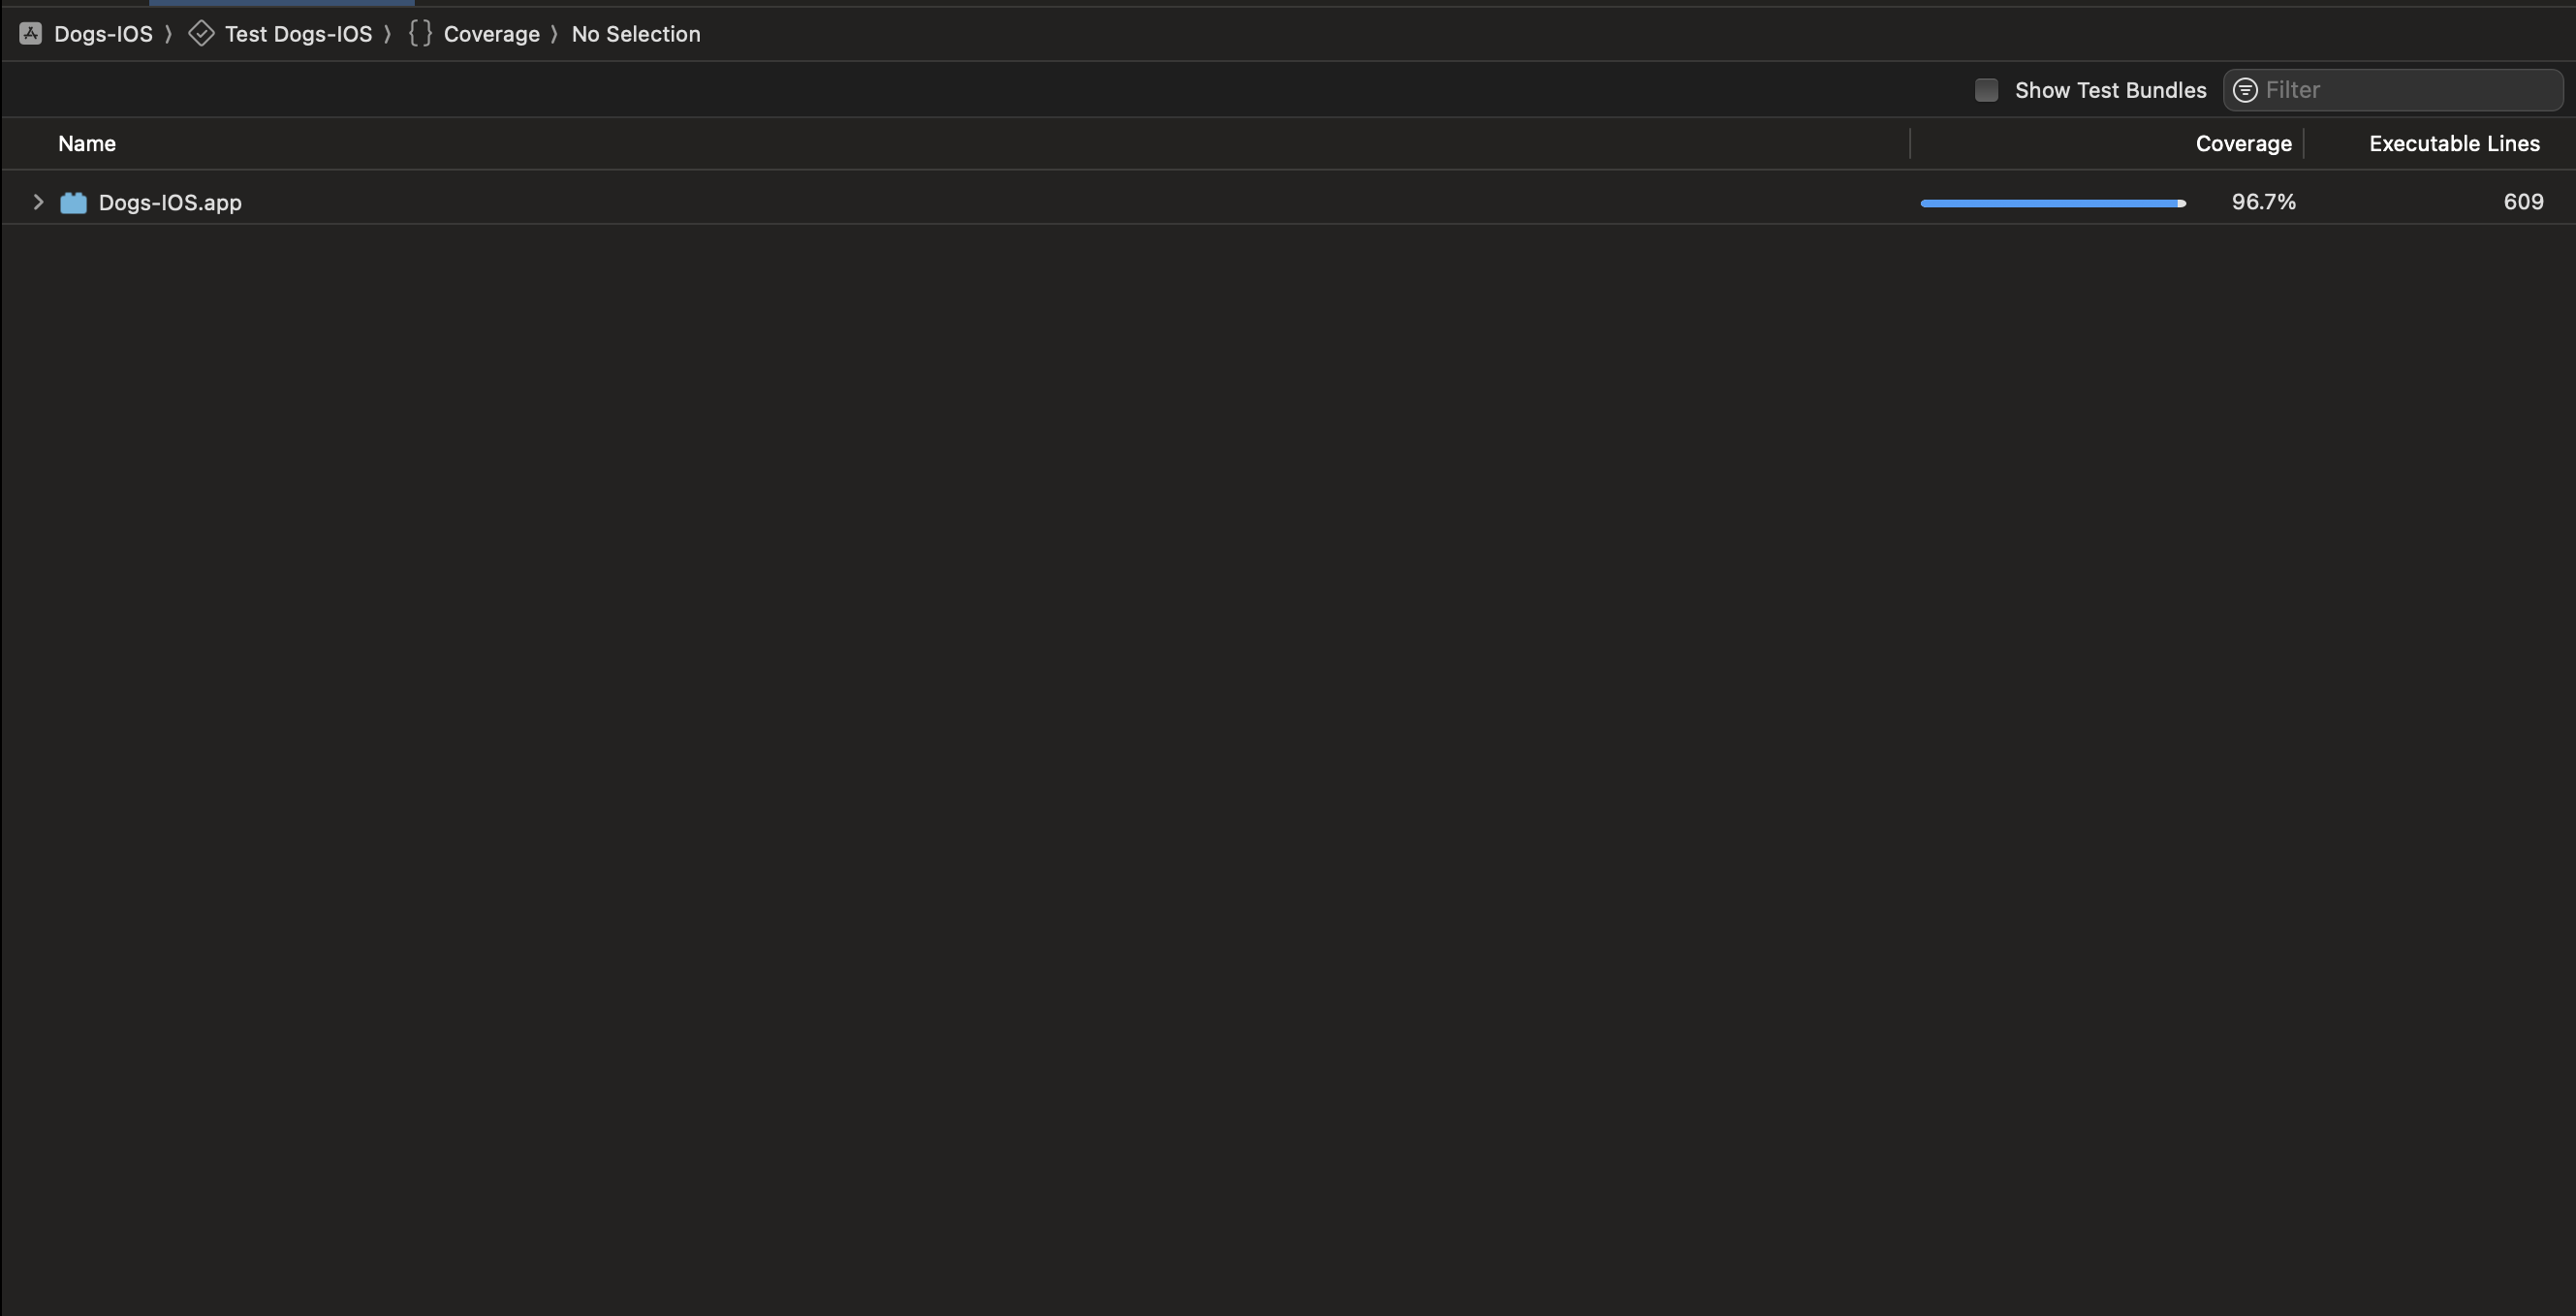 Dogs-IOS 〉 Test Dogs-IOS 〉 {} Coverage 〉 No Selection
Show Test Bundles Filter
Name Coverage Executable Lines
Dogs-IOS.app 96.7% 609